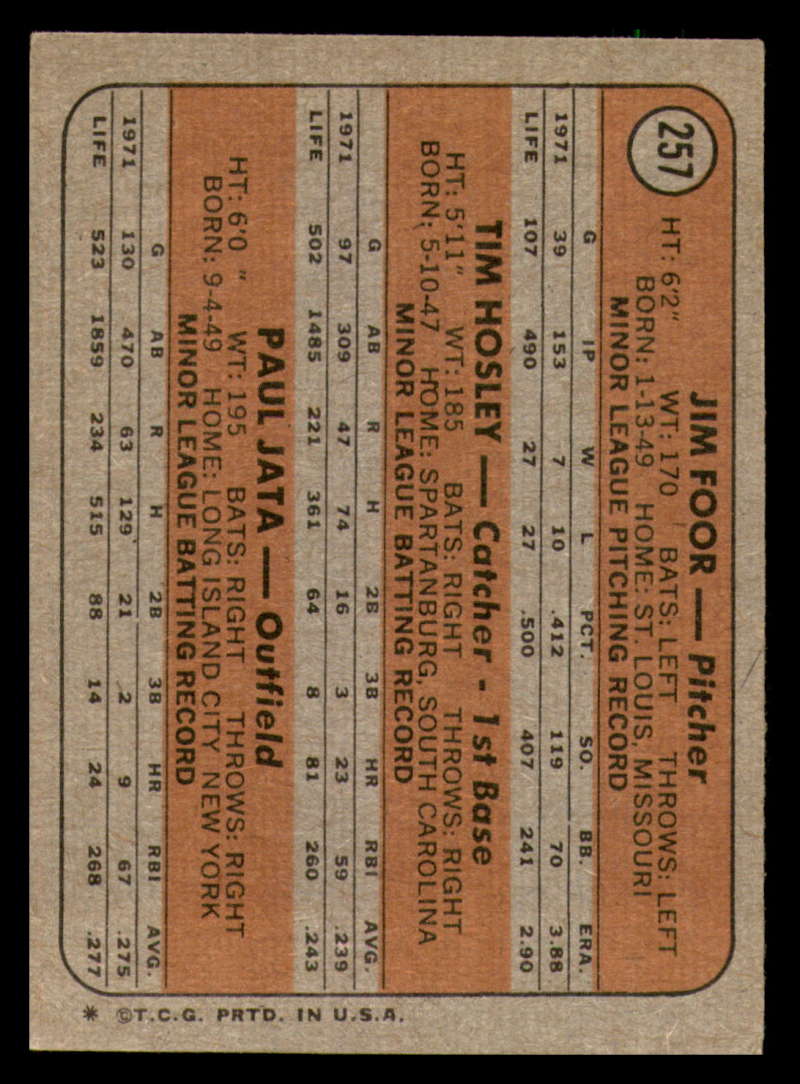 257
JIM FOOR — Pitcher
HT: 6'2" WT: 170 BATS: LEFT THROWS: LEFT
BORN: 1-13-49 HOME: ST. LOUIS, MISSOURI
MINOR LEAGUE PITCHING RECORD
G IP W L PCT. SO. BB. ERA.
1971 39 153 7 10 .412 119 70 3.88
LIFE 107 490 27 27 .500 407 241 2.90
TIM HOSLEY — Catcher - 1st Base
HT: 5'11" WT: 185 BATS: RIGHT THROWS: RIGHT
BORN: 5-10-47 HOME: SPARTANBURG, SOUTH CAROLINA
MINOR LEAGUE BATTING RECORD
G AB R H 2B 3B HR RBI AVG.
1971 97 309 47 74 16 3 23 59 .239
LIFE 502 1485 221 361 64 8 81 260 .243
PAUL JATA — Outfield
HT: 6'0 " WT: 195 BATS: RIGHT THROWS: RIGHT
BORN: 9-4-49 HOME: LONG ISLAND CITY, NEW YORK
MINOR LEAGUE BATTING RECORD
G AB R H 2B 3B HR RBI AVG.
1971 130 470 63 129 21 2 9 67 .275
LIFE 523 1859 234 515 88 14 24 268 .277
* ©T.C.G. PRTD. IN U.S.A.